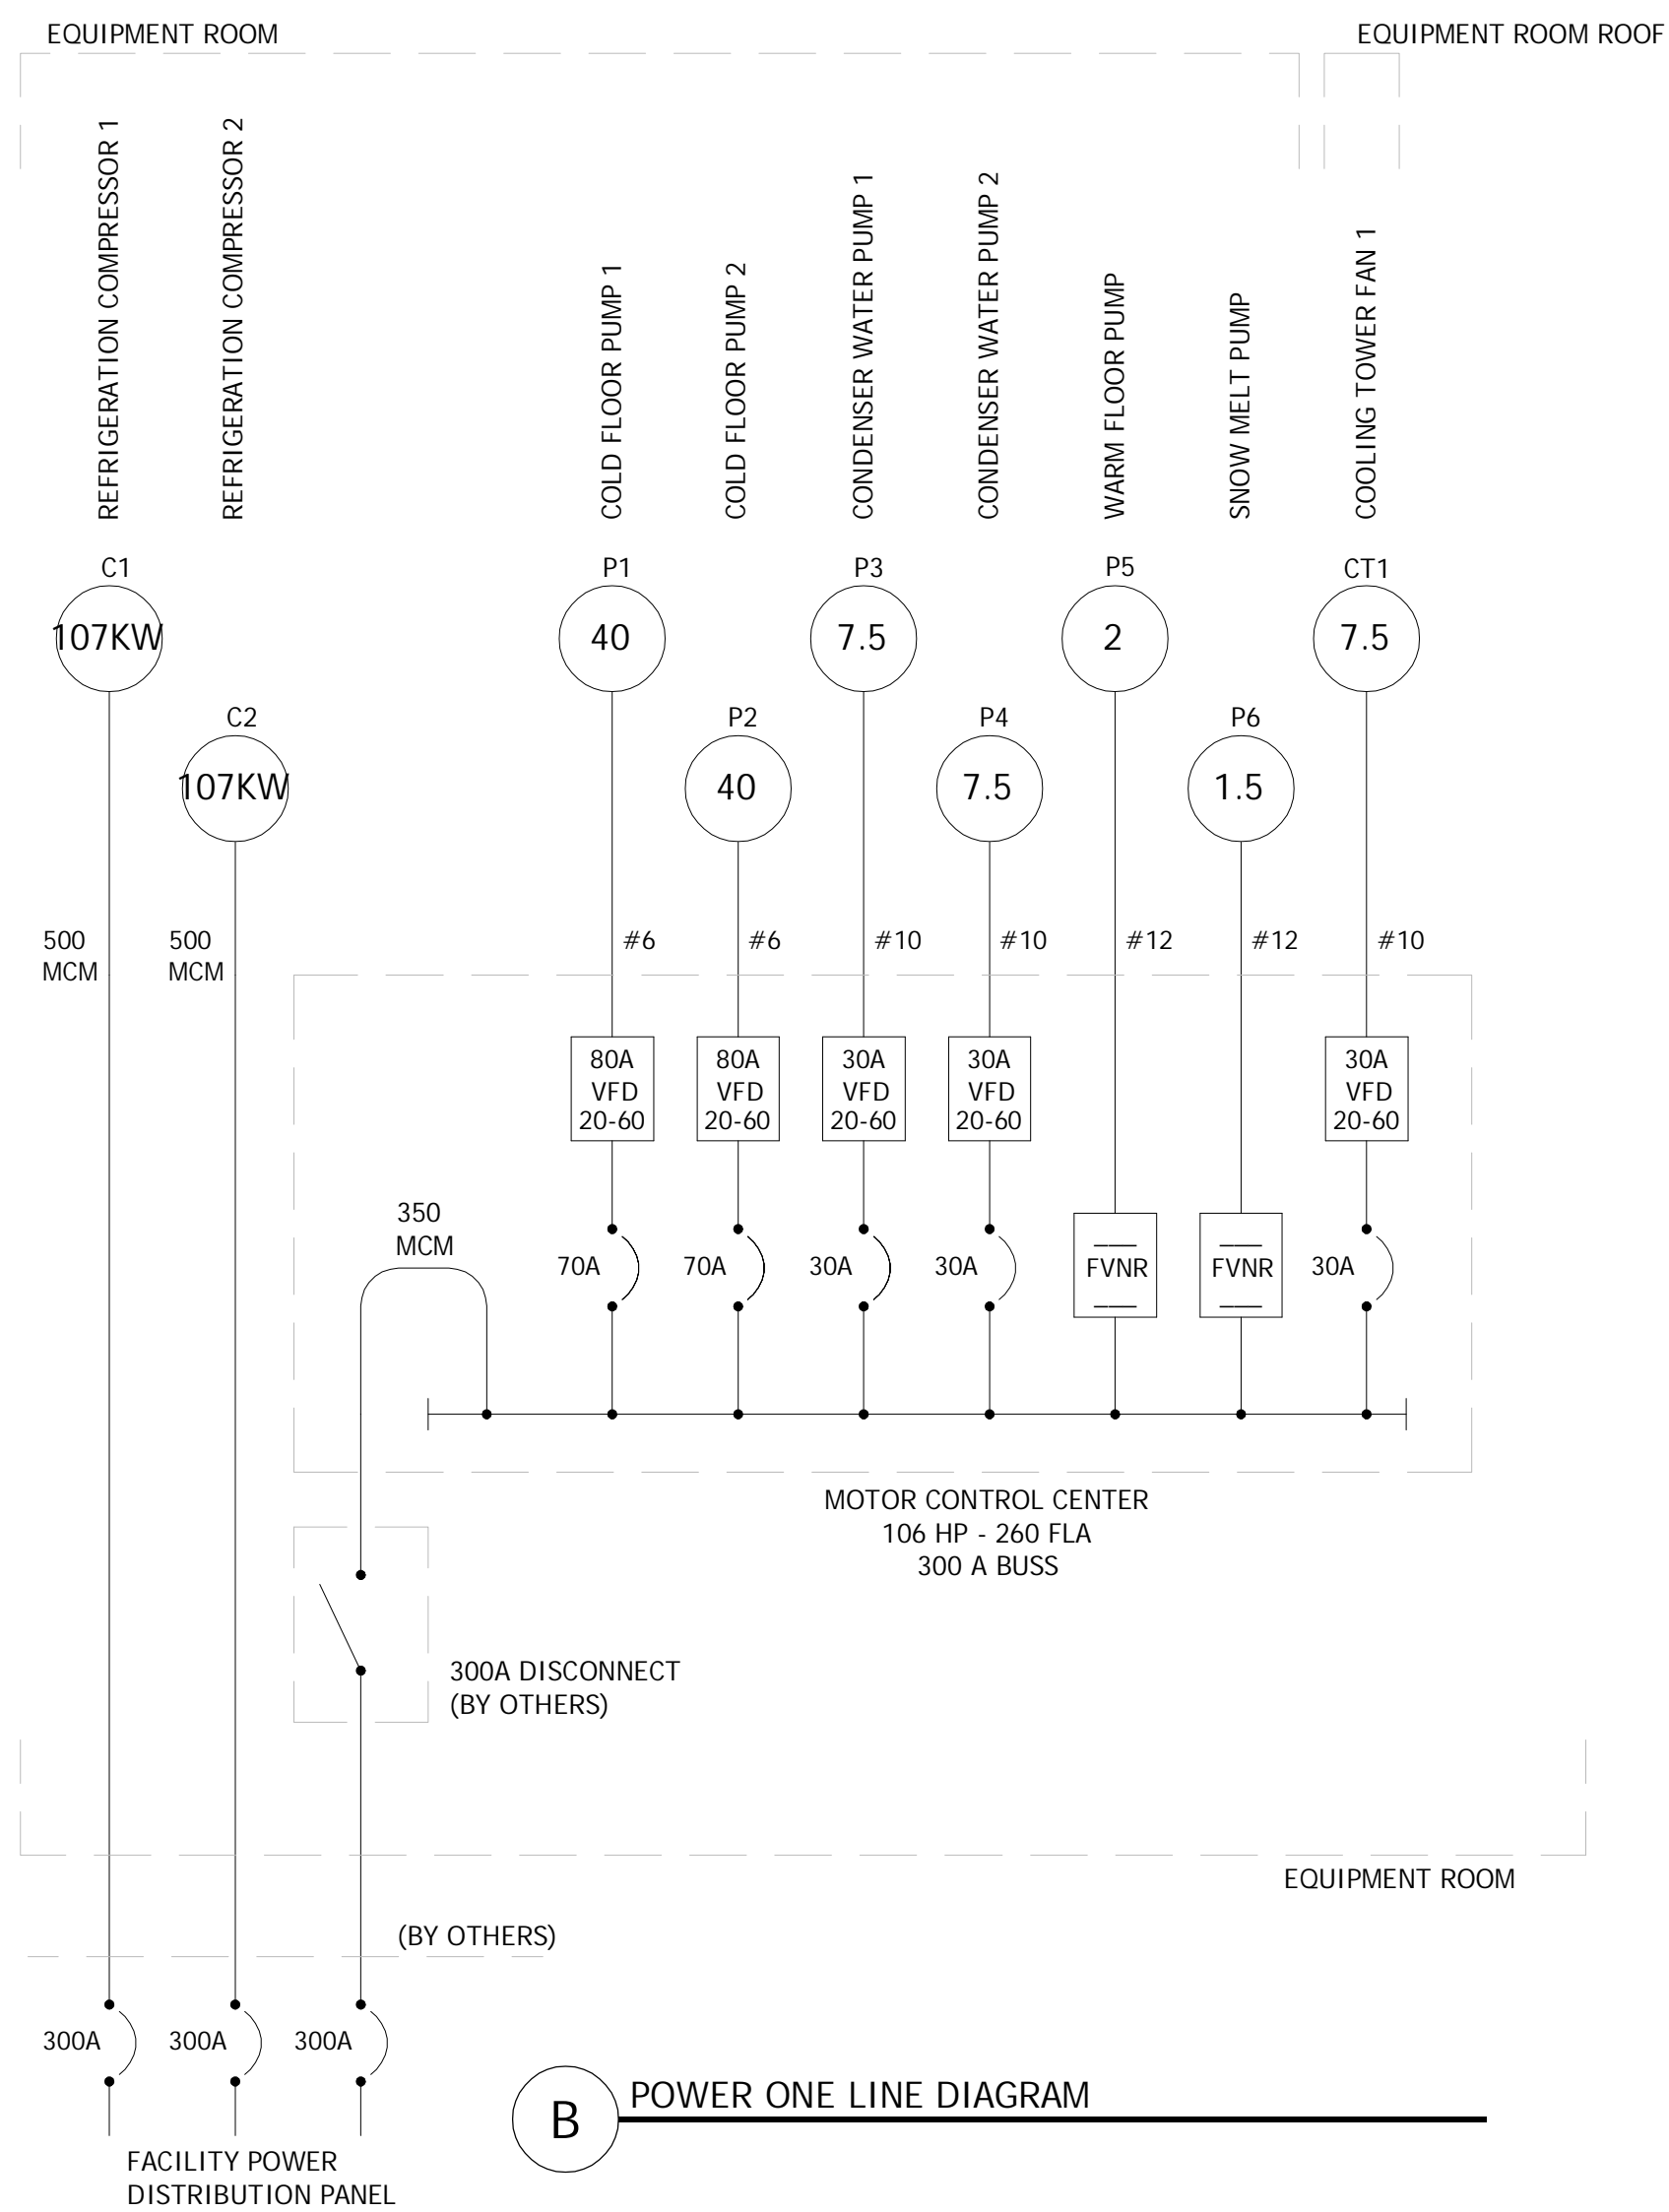 EQUIPMENT ROOM
EQUIPMENT ROOM ROOF
REFRIGERATION COMPRESSOR 1
REFRIGERATION COMPRESSOR 2
COLD FLOOR PUMP 1
COLD FLOOR PUMP 2
CONDENSER WATER PUMP 1
CONDENSER WATER PUMP 2
WARM FLOOR PUMP
SNOW MELT PUMP
COOLING TOWER FAN 1
C1
P1
P3
P5
CT1
107KW
40
7.5
2
7.5
C2
P2
P4
P6
107KW
40
7.5
1.5
500
MCM
500
MCM
#6
#6
#10
#10
#12
#12
#10
80A
VFD
20-60
80A
VFD
20-60
30A
VFD
20-60
30A
VFD
20-60
30A
VFD
20-60
350
MCM
70A
70A
30A
30A
FVNR
FVNR
30A
MOTOR CONTROL CENTER
106 HP - 260 FLA
300 A BUSS
300A DISCONNECT
(BY OTHERS)
EQUIPMENT ROOM
(BY OTHERS)
300A
300A
300A
B
POWER ONE LINE DIAGRAM
FACILITY POWER
DISTRIBUTION PANEL